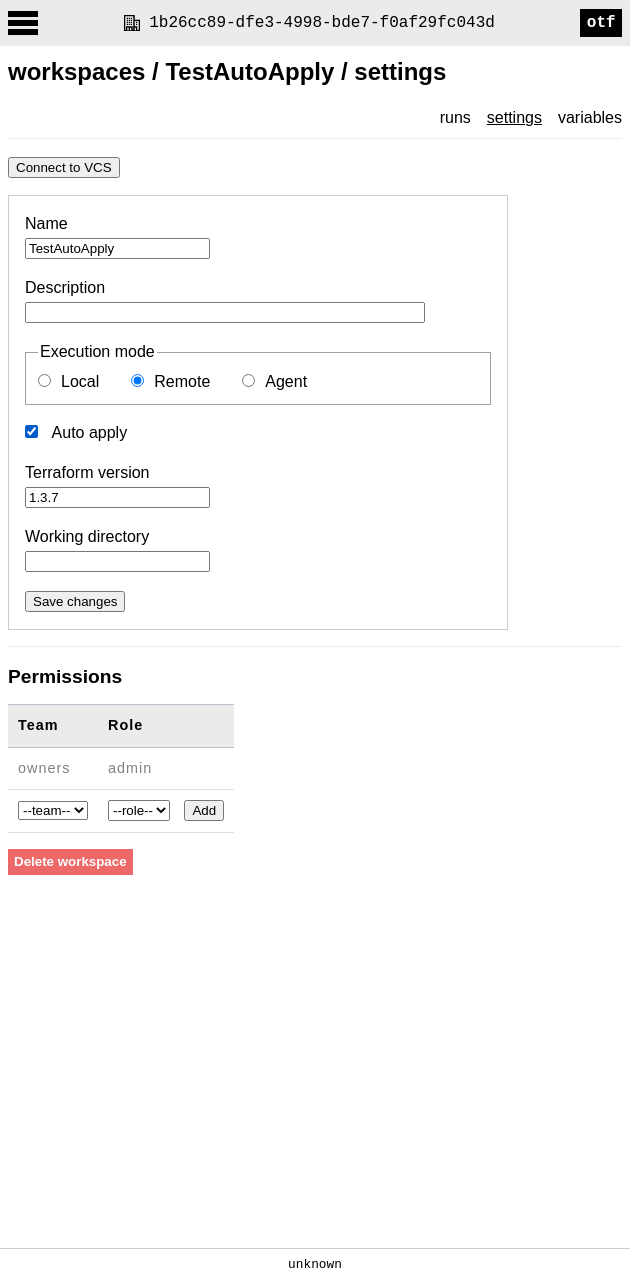 1b26cc89-dfe3-4998-bde7-f0af29fc043d
otf
workspaces / TestAutoApply / settings
runs settings variables
Connect to VCS
Name
TestAutoApply
Description
Execution mode
Local Remote Agent
Auto apply
Terraform version
1.3.7
Working directory
Save changes
Permissions
Team Role
owners admin
--team-- --role-- Add
Delete workspace
unknown